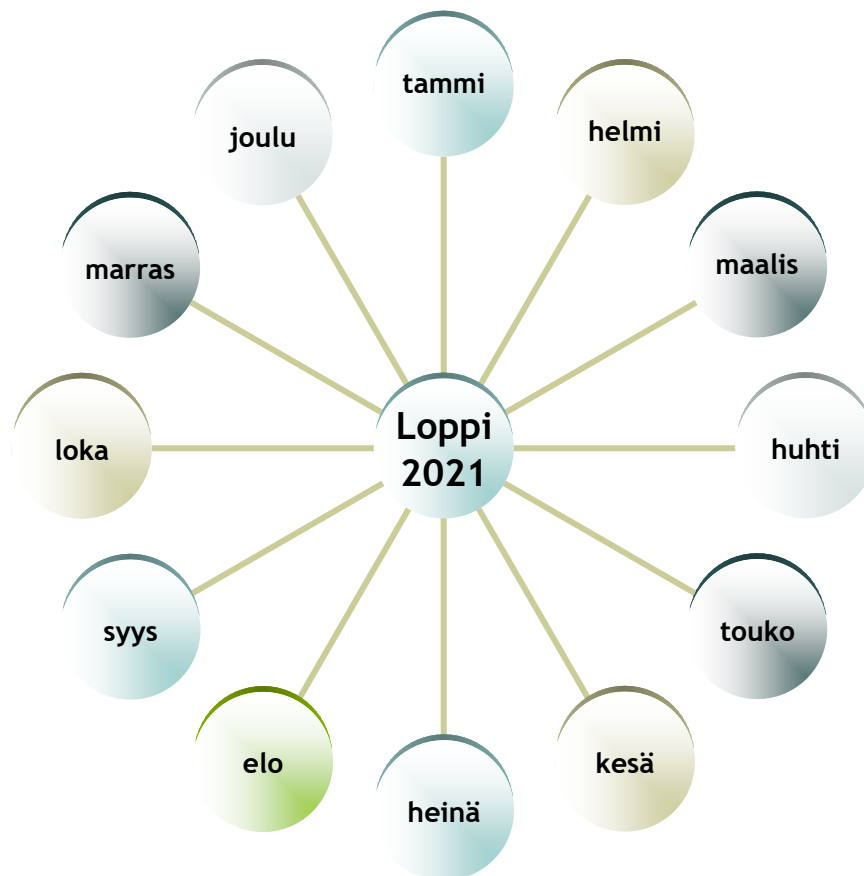 tammi
helmi
maalis
huhti
touko
kesä
heinä
elo
syys
loka
marras
joulu
Loppi
2021